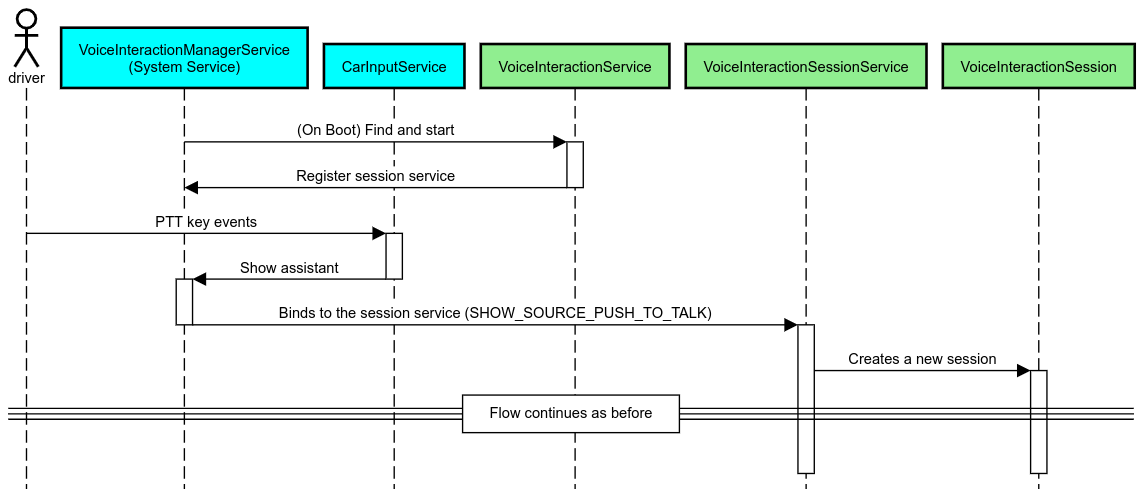 driver
VoiceInteractionManagerService
(System Service)
CarInputService
VoiceInteractionService
VoiceInteractionSessionService
VoiceInteractionSession
(On Boot) Find and start
Register session service
PTT key events
Show assistant
Binds to the session service (SHOW_SOURCE_PUSH_TO_TALK)
Creates a new session
Flow continues as before